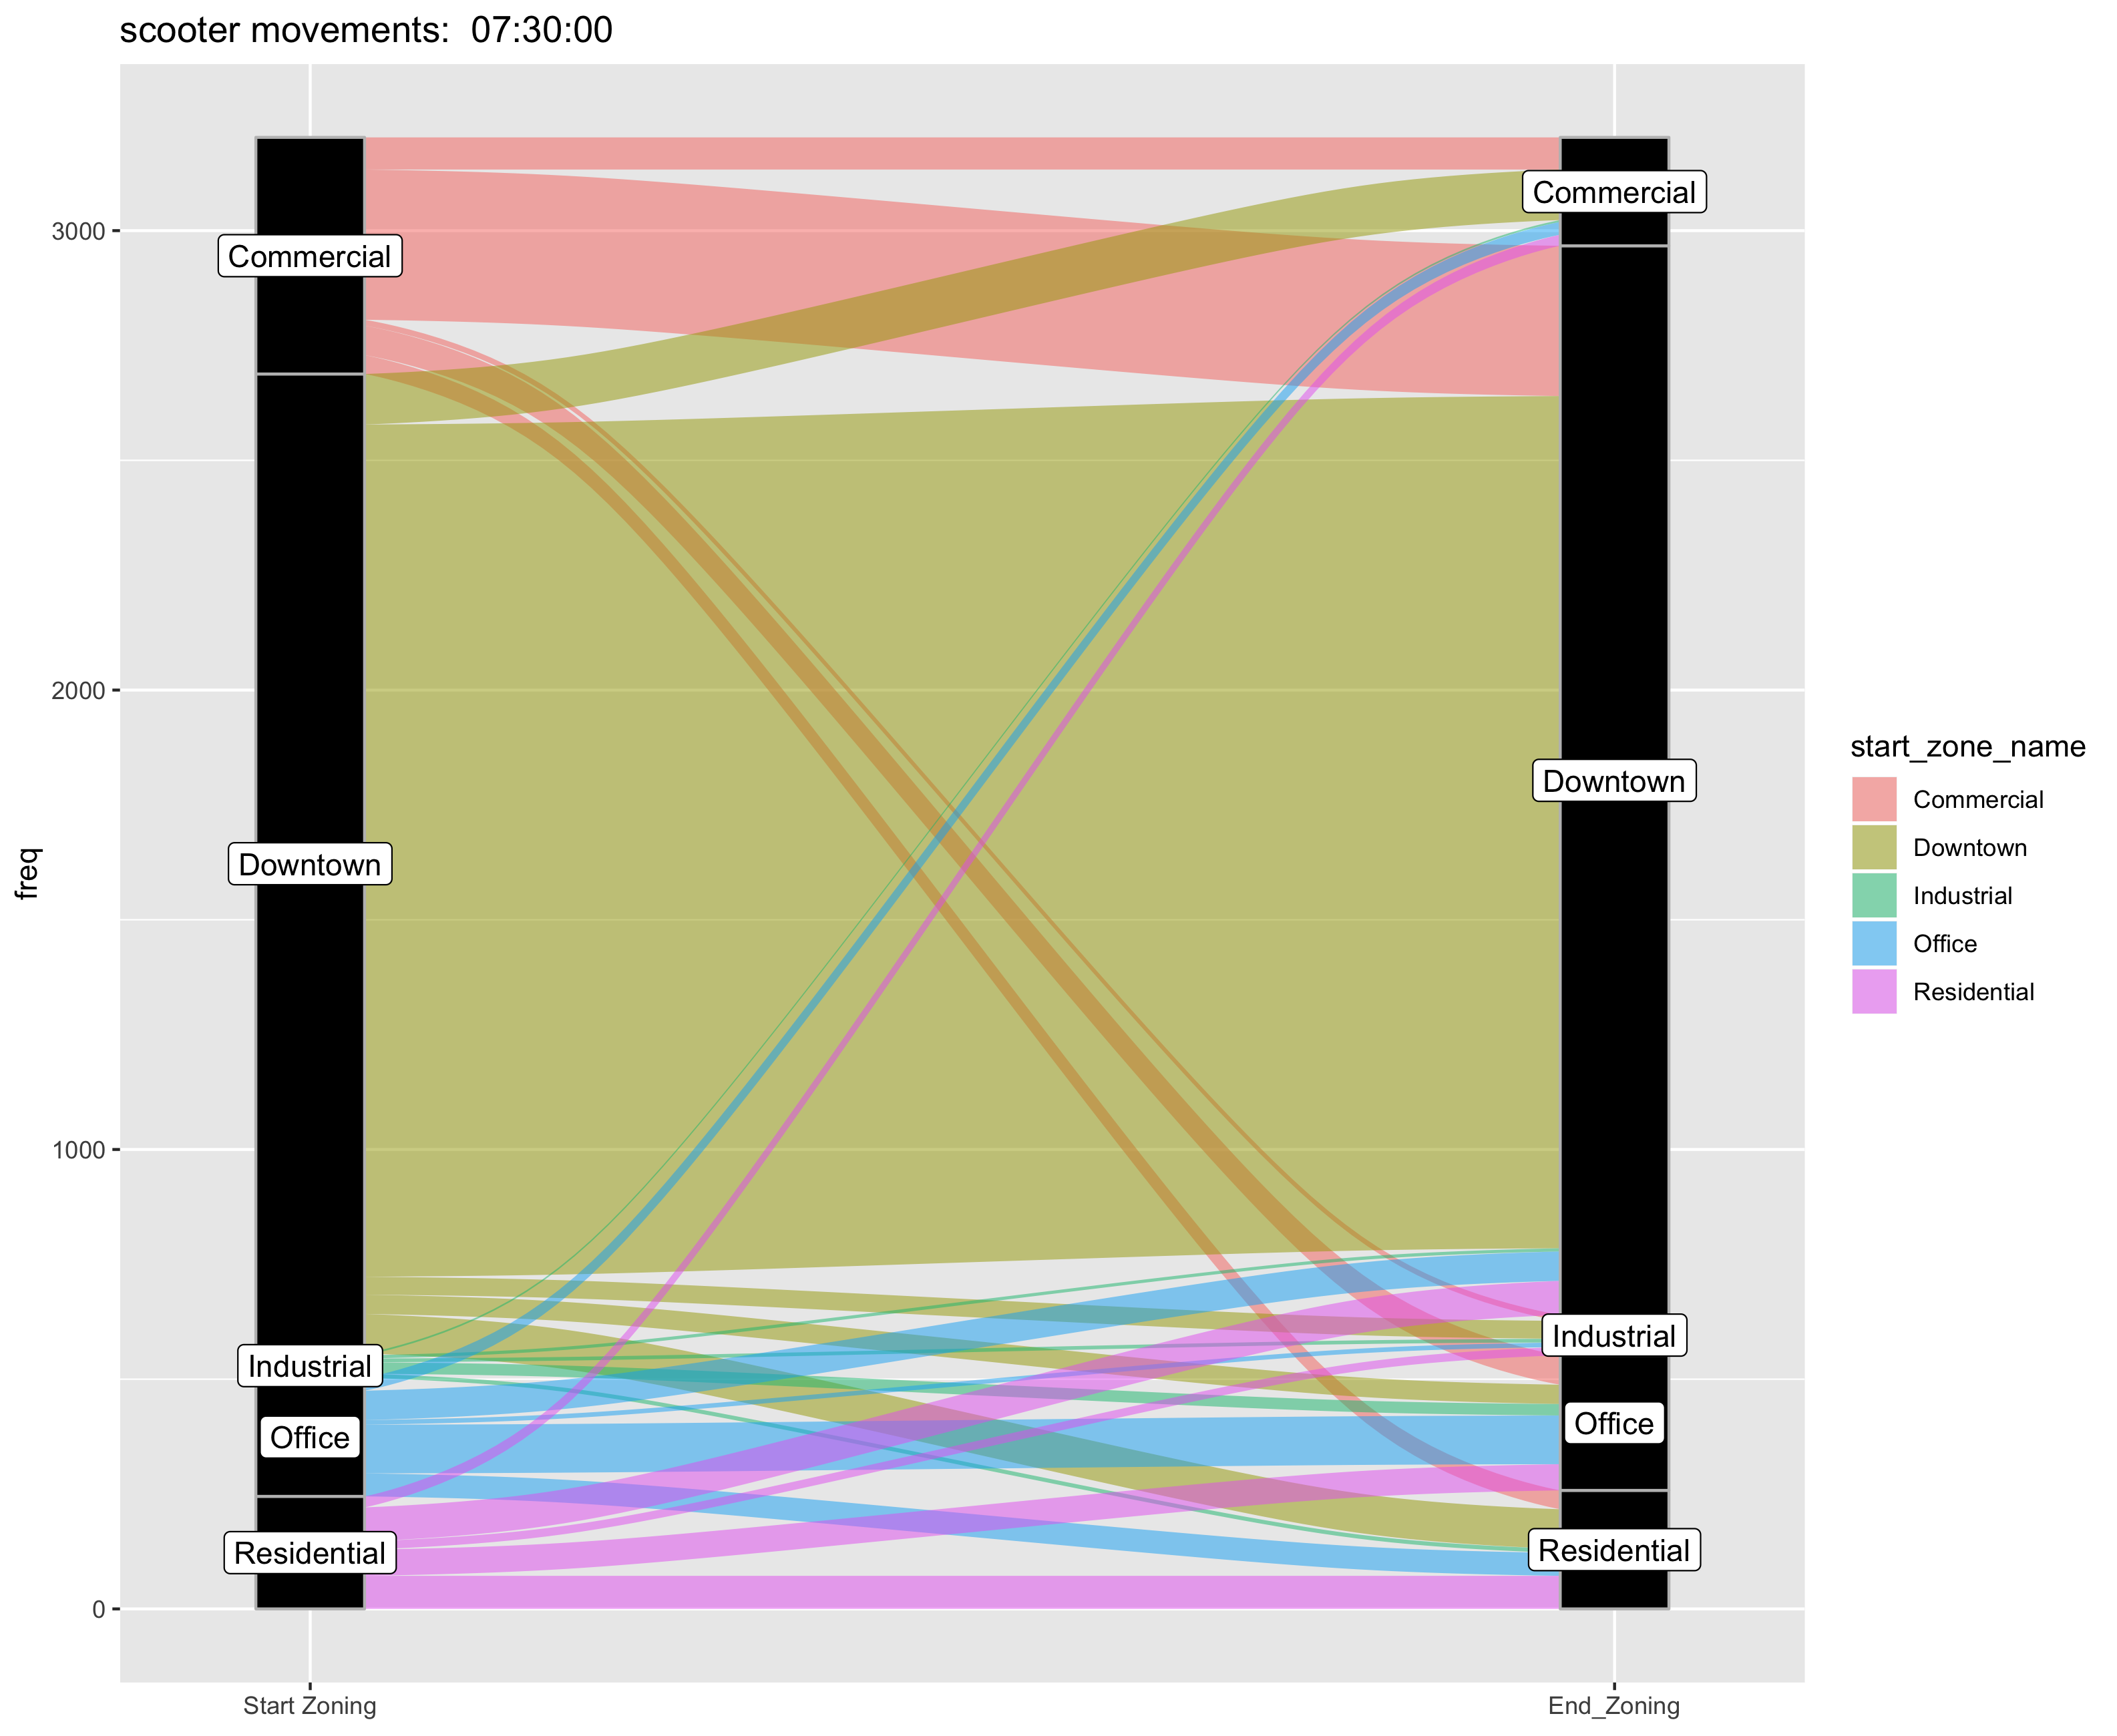 scooter movements:  07:30:00
freq
3000
2000
1000
0
Commercial
Downtown
Industrial
Office
Residential
Commercial
Downtown
Industrial
Office
Residential
Start Zoning
End_Zoning
start_zone_name
Commercial
Downtown
Industrial
Office
Residential